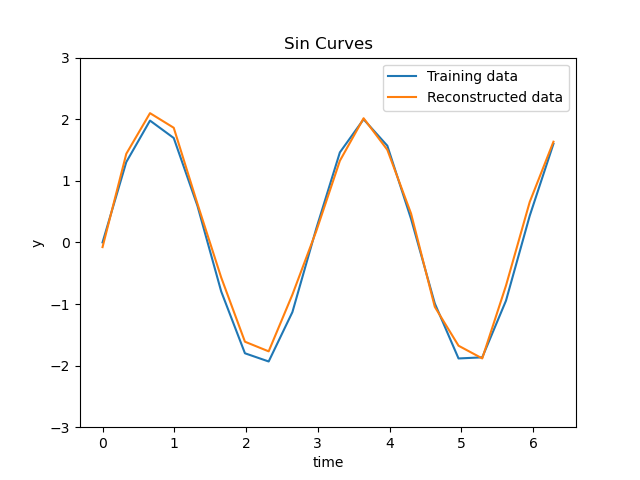 Sin Curves
Training data
Reconstructed data
3
2
1
0
−1
−2
−3
y
0
1
2
3
4
5
6
time